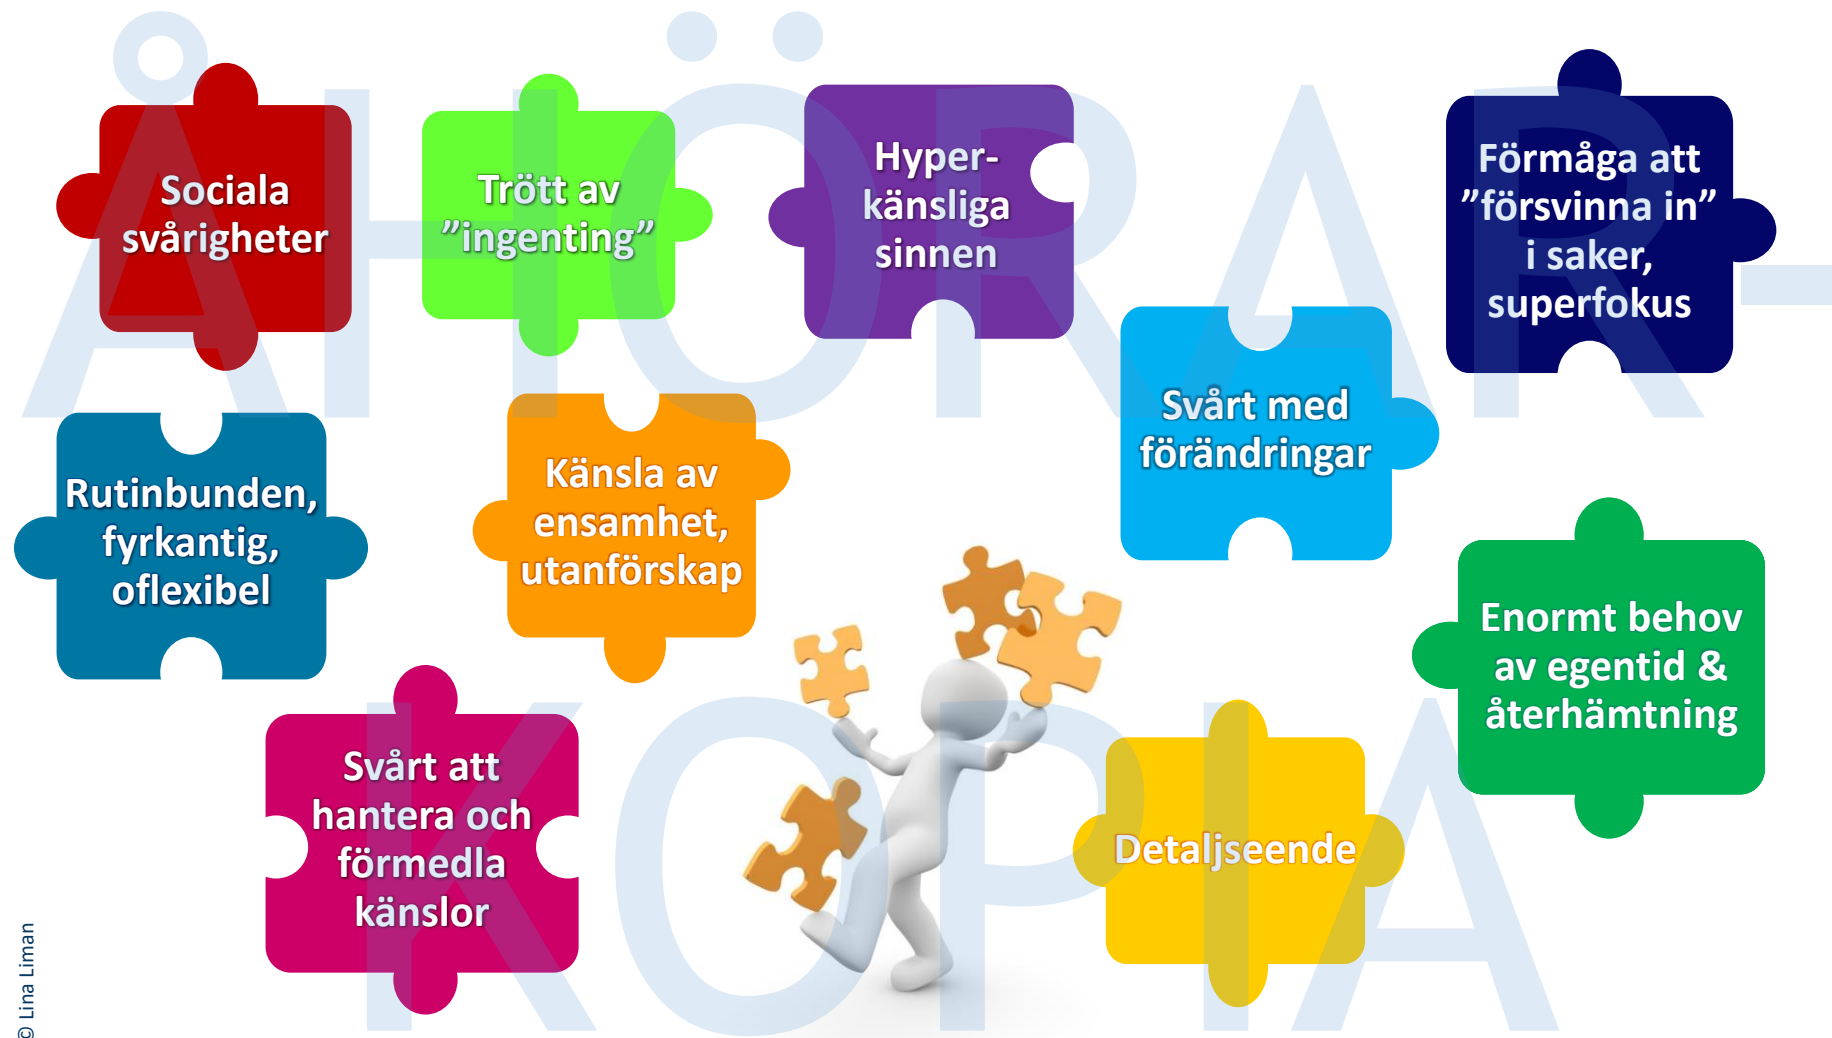 Sociala
svårigheter
Trött av
”ingenting”
Hyper-
känsliga
sinnen
Förmåga att
”försvinna in”
i saker,
superfokus
Svårt med
förändringar
Rutinbunden,
fyrkantig,
oflexibel
Känsla av
ensamhet,
utanförskap
Enormt behov
av egentid &
återhämtning
Svårt att
hantera och
förmedla
känslor
Detaljseende
ÅHÖRAR-
KOPIA
© Lina Liman